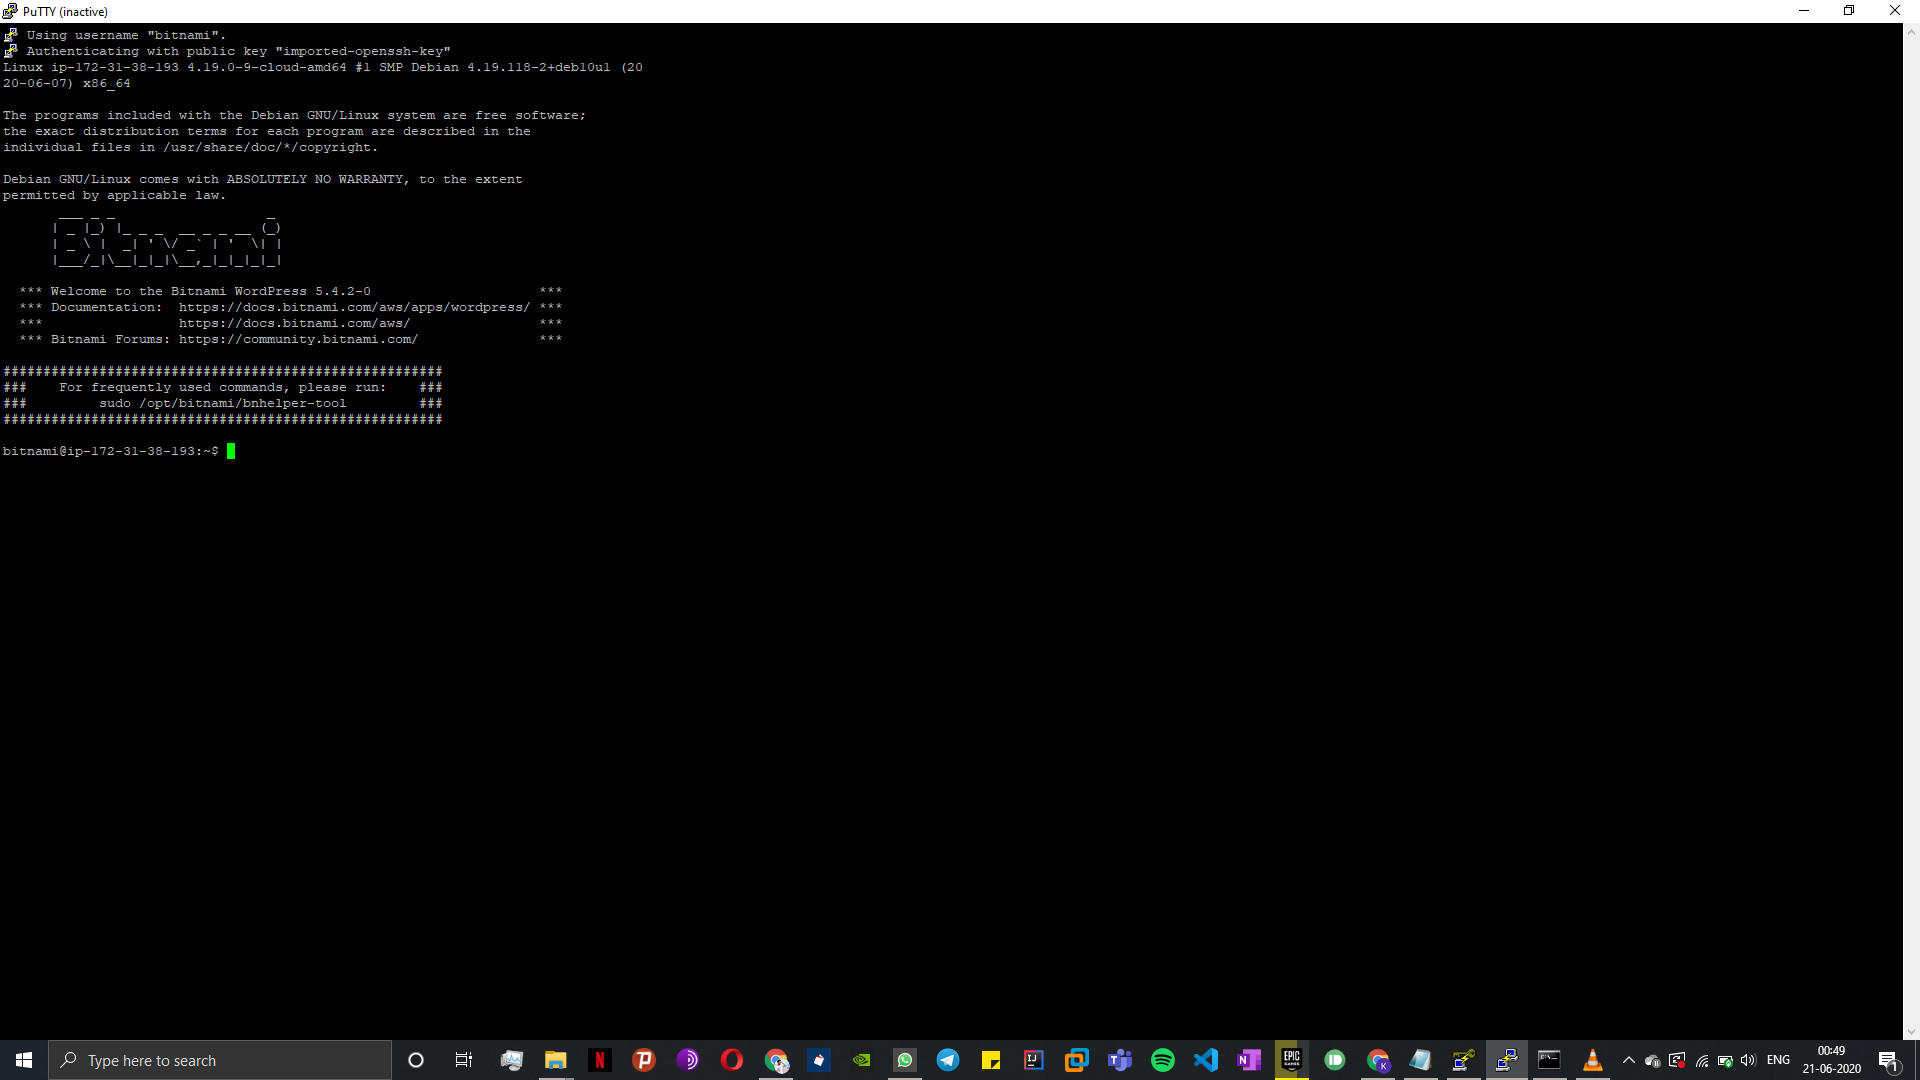 PuTTY (inactive)
Using username "bitnami".
Authenticating with public key "imported-openssh-key"
Linux ip-172-31-38-193 4.19.0-9-cloud-amd64 #1 SMP Debian 4.19.118-2+deb10u1 (20
20-06-07) x86_64
The programs included with the Debian GNU/Linux system are free software;
the exact distribution terms for each program are described in the
individual files in /usr/share/doc/*/copyright.
Debian GNU/Linux comes with ABSOLUTELY NO WARRANTY, to the extent
permitted by applicable law.
Bitnami
*** Welcome to the Bitnami WordPress 5.4.2-0 ***
*** Documentation: https://docs.bitnami.com/aws/apps/wordpress/ ***
*** https://docs.bitnami.com/aws/ ***
*** Bitnami Forums: https://community.bitnami.com/ ***
#######################################################
### For frequently used commands, please run: ###
### sudo /opt/bitnami/bnhelper-tool ###
#######################################################
bitnami@ip-172-31-38-193:~$
Type here to search
EPIC GAMES
ENG
00:49
21-06-2020
1